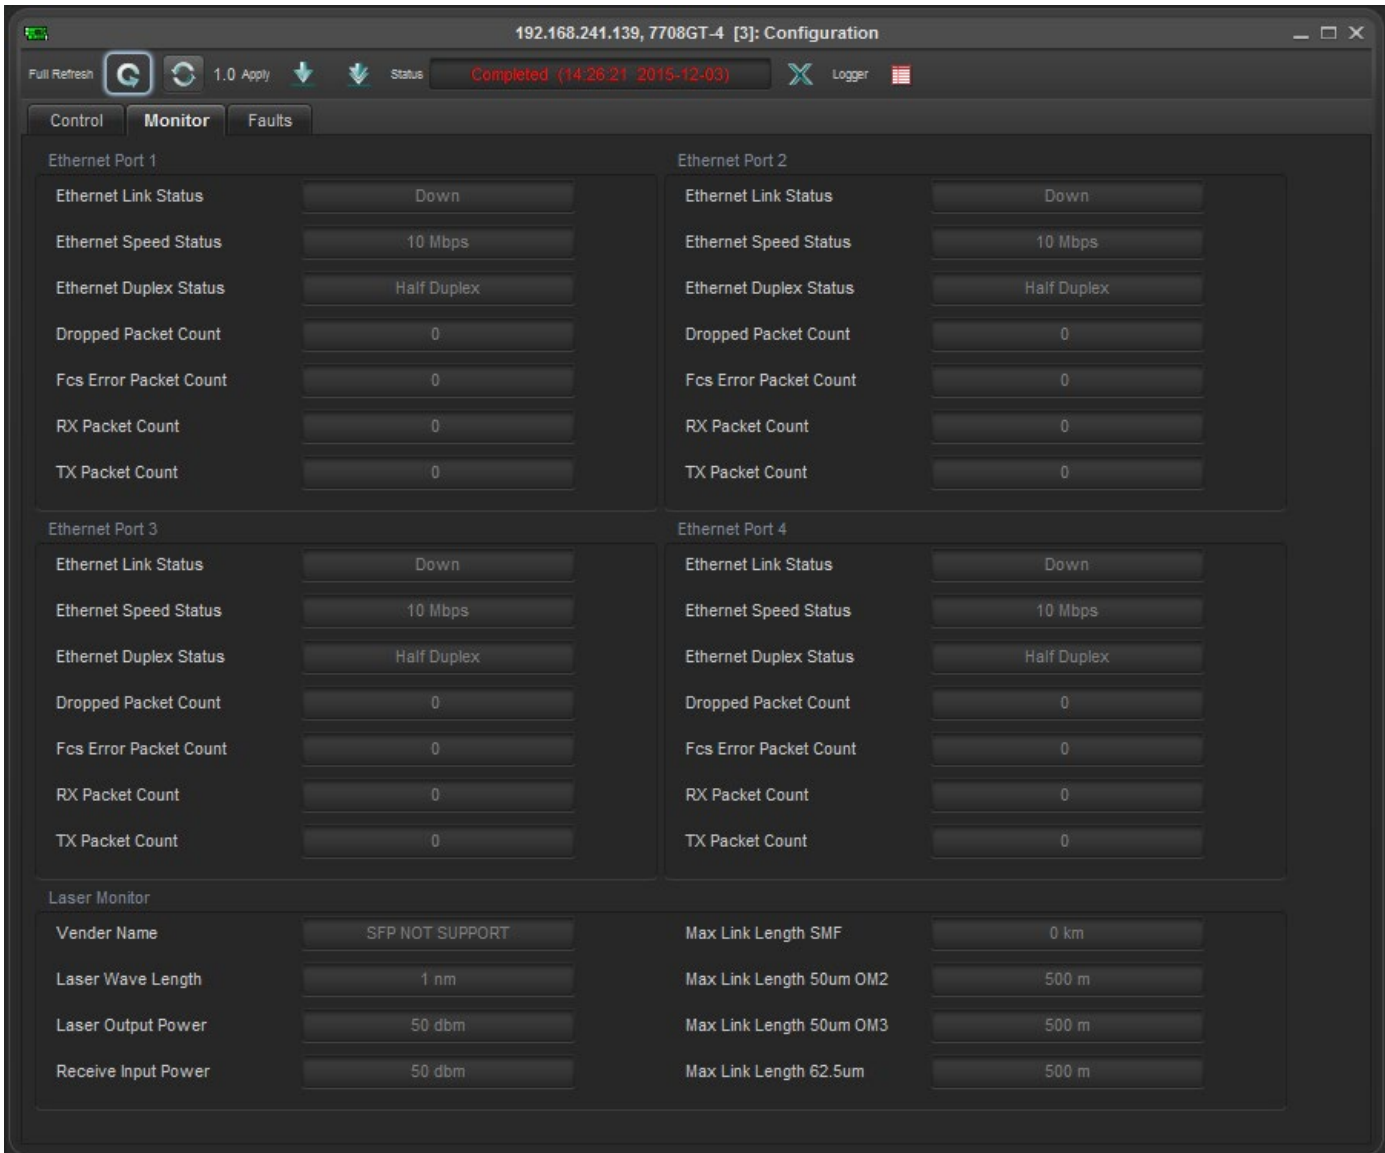 192.168.241.139, 7708GT-4 [3]: Configuration
Full Refresh 1.0 Apply Status Completed (14:26:21 2015-12-03) Logger
Control Monitor Faults
Ethernet Port 1
Ethernet Link Status Down
Ethernet Speed Status 10 Mbps
Ethernet Duplex Status Half Duplex
Dropped Packet Count 0
Fcs Error Packet Count 0
RX Packet Count 0
TX Packet Count 0
Ethernet Port 2
Ethernet Link Status Down
Ethernet Speed Status 10 Mbps
Ethernet Duplex Status Half Duplex
Dropped Packet Count 0
Fcs Error Packet Count 0
RX Packet Count 0
TX Packet Count 0
Ethernet Port 3
Ethernet Link Status Down
Ethernet Speed Status 10 Mbps
Ethernet Duplex Status Half Duplex
Dropped Packet Count 0
Fcs Error Packet Count 0
RX Packet Count 0
TX Packet Count 0
Ethernet Port 4
Ethernet Link Status Down
Ethernet Speed Status 10 Mbps
Ethernet Duplex Status Half Duplex
Dropped Packet Count 0
Fcs Error Packet Count 0
RX Packet Count 0
TX Packet Count 0
Laser Monitor
Vender Name SFP NOT SUPPORT
Laser Wave Length 1 nm
Laser Output Power 50 dbm
Receive Input Power 50 dbm
Max Link Length SMF 0 km
Max Link Length 50um OM2 500 m
Max Link Length 50um OM3 500 m
Max Link Length 62.5um 500 m